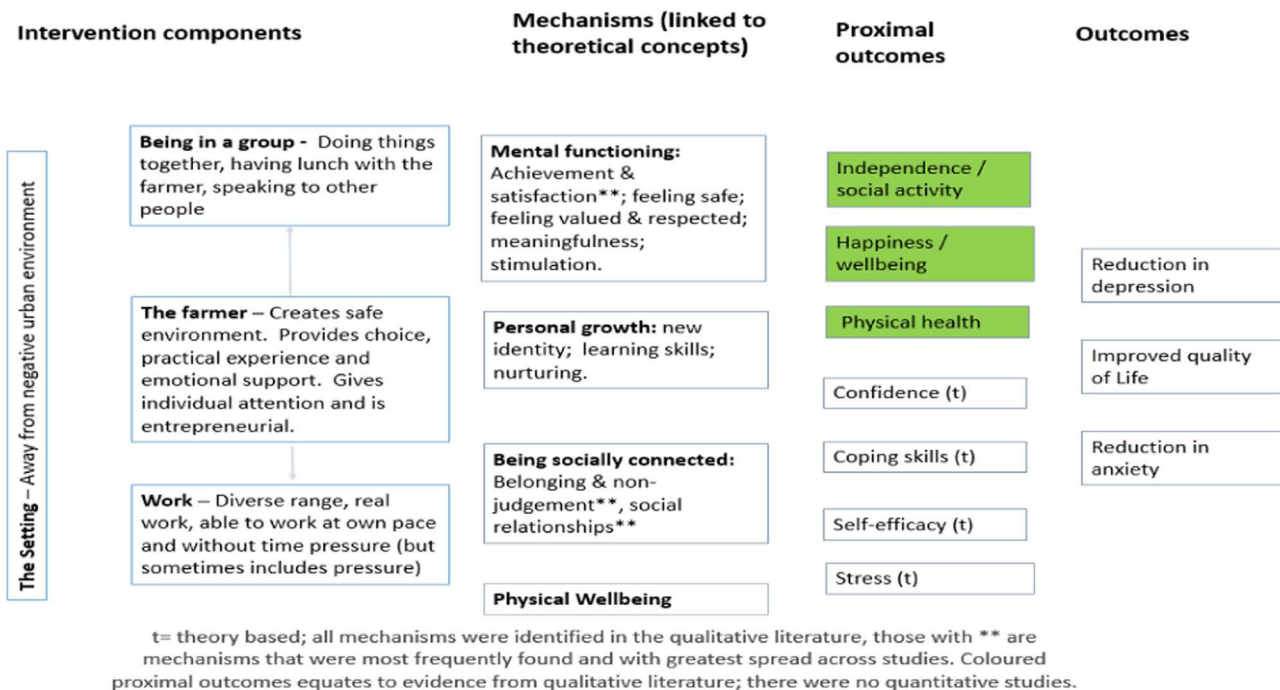 Intervention components
Mechanisms (linked to
theoretical concepts)
Proximal
outcomes
Outcomes
The Setting – Away from negative urban environment
Being in a group -  Doing things
together, having lunch with the
farmer, speaking to other
people
The farmer – Creates safe
environment.  Provides choice,
practical experience and
emotional support.  Gives
individual attention and is
entrepreneurial.
Work – Diverse range, real
work, able to work at own pace
and without time pressure (but
sometimes includes pressure)
Mental functioning:
Achievement &
satisfaction**; feeling safe;
feeling valued & respected;
meaningfulness;
stimulation.
Personal growth: new
identity;  learning skills;
nurturing.
Being socially connected:
Belonging & non-
judgement**, social
relationships**
Physical Wellbeing
Independence /
social activity
Happiness /
wellbeing
Physical health
Confidence (t)
Coping skills (t)
Self-efficacy (t)
Stress (t)
Reduction in
depression
Improved quality
of Life
Reduction in
anxiety
t= theory based; all mechanisms were identified in the qualitative literature, those with ** are
mechanisms that were most frequently found and with greatest spread across studies. Coloured
proximal outcomes equates to evidence from qualitative literature; there were no quantitative studies.